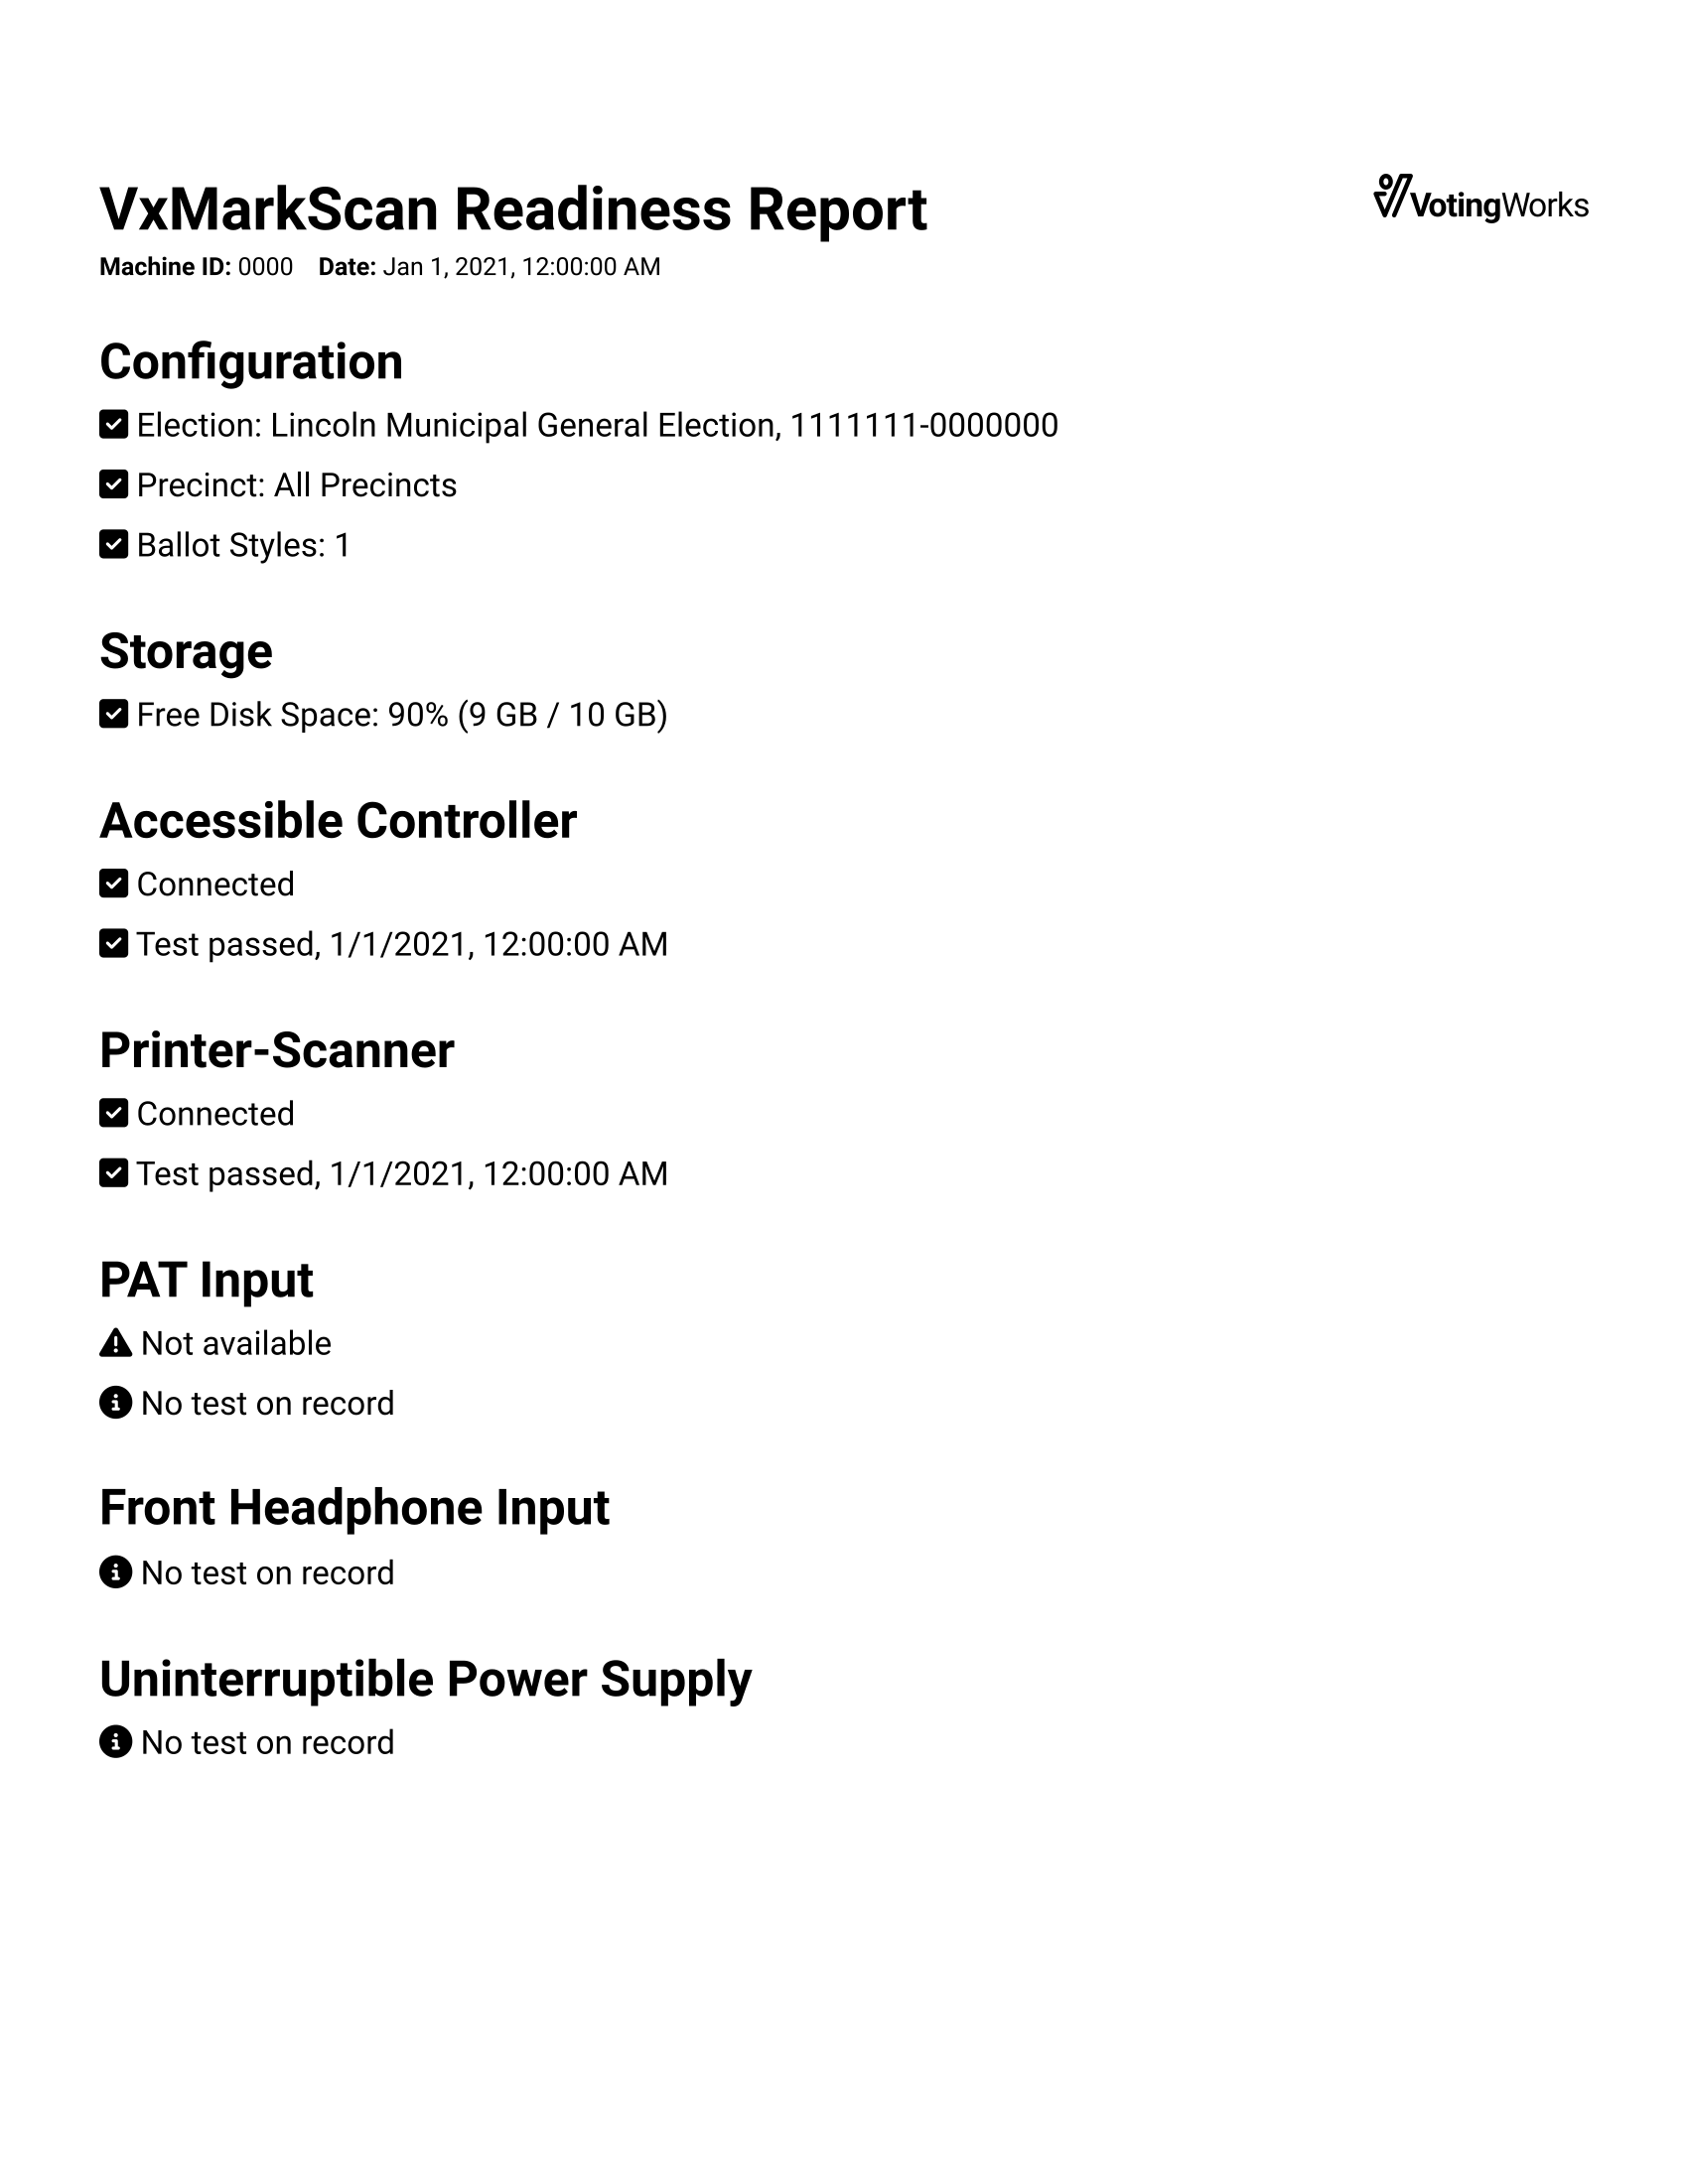 VxMarkScan Readiness Report
VotingWorks
Machine ID: 0000 Date: Jan 1, 2021, 12:00:00 AM
Configuration
Election: Lincoln Municipal General Election, 1111111-0000000
Precinct: All Precincts
Ballot Styles: 1
Storage
Free Disk Space: 90% (9 GB / 10 GB)
Accessible Controller
Connected
Test passed, 1/1/2021, 12:00:00 AM
Printer-Scanner
Connected
Test passed, 1/1/2021, 12:00:00 AM
PAT Input
Not available
No test on record
Front Headphone Input
No test on record
Uninterruptible Power Supply
No test on record